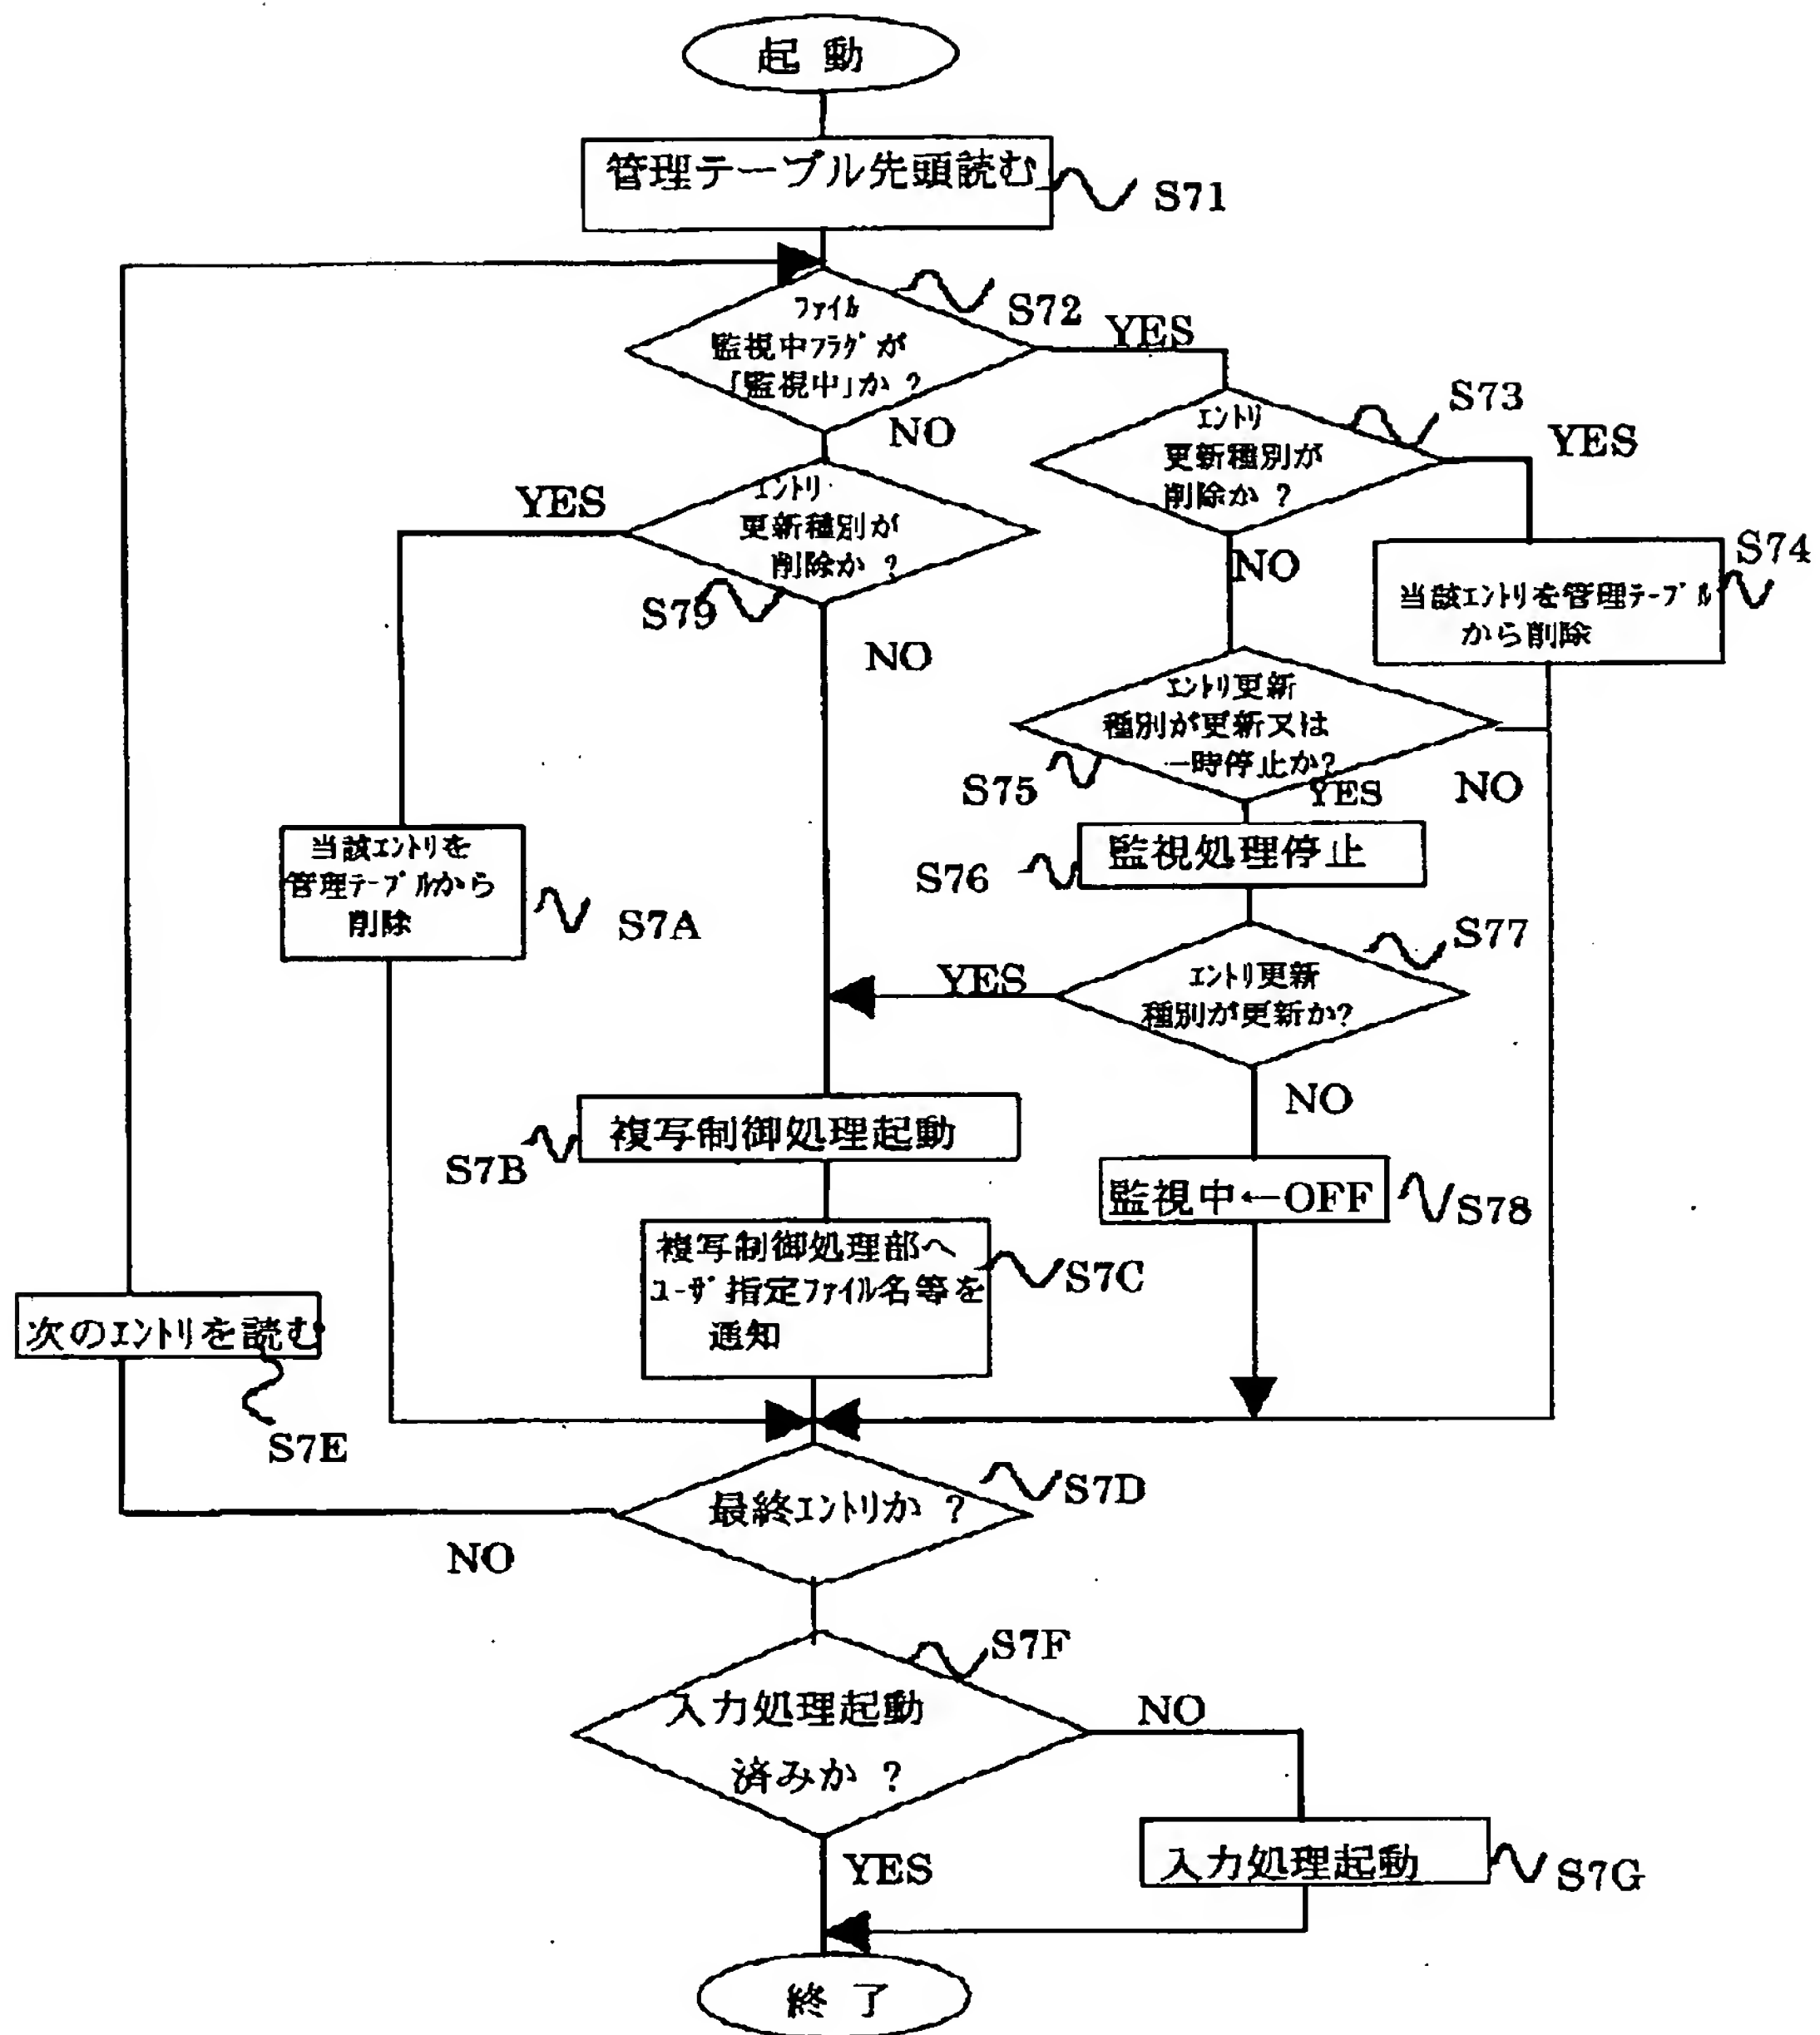 起 動
管理テーブル先頭読む
S71
ファイル
監視中フラグが
「監視中」か ?
S72
YES
NO
エントリ
更新種別が
削除か ?
S73
YES
NO
YES
エントリ
更新種別が
削除か ?
S79
NO
S74
当該エントリを管理テーブル
から削除
エントリ更新
種別が更新又は
一時停止か?
S75
YES
NO
監視処理停止
S76
当該エントリを
管理テーブルから
削除
S7A
S77
エントリ更新
種別が更新か?
YES
NO
複写制御処理起動
S7B
監視中←OFF
S78
複写制御処理部へ
ユーザ指定ファイル名等を
通知
S7C
次のエントリを読む
S7E
最終エントリか ?
S7D
NO
S7F
入力処理起動
済みか ?
NO
YES
入力処理起動
S7G
終 了